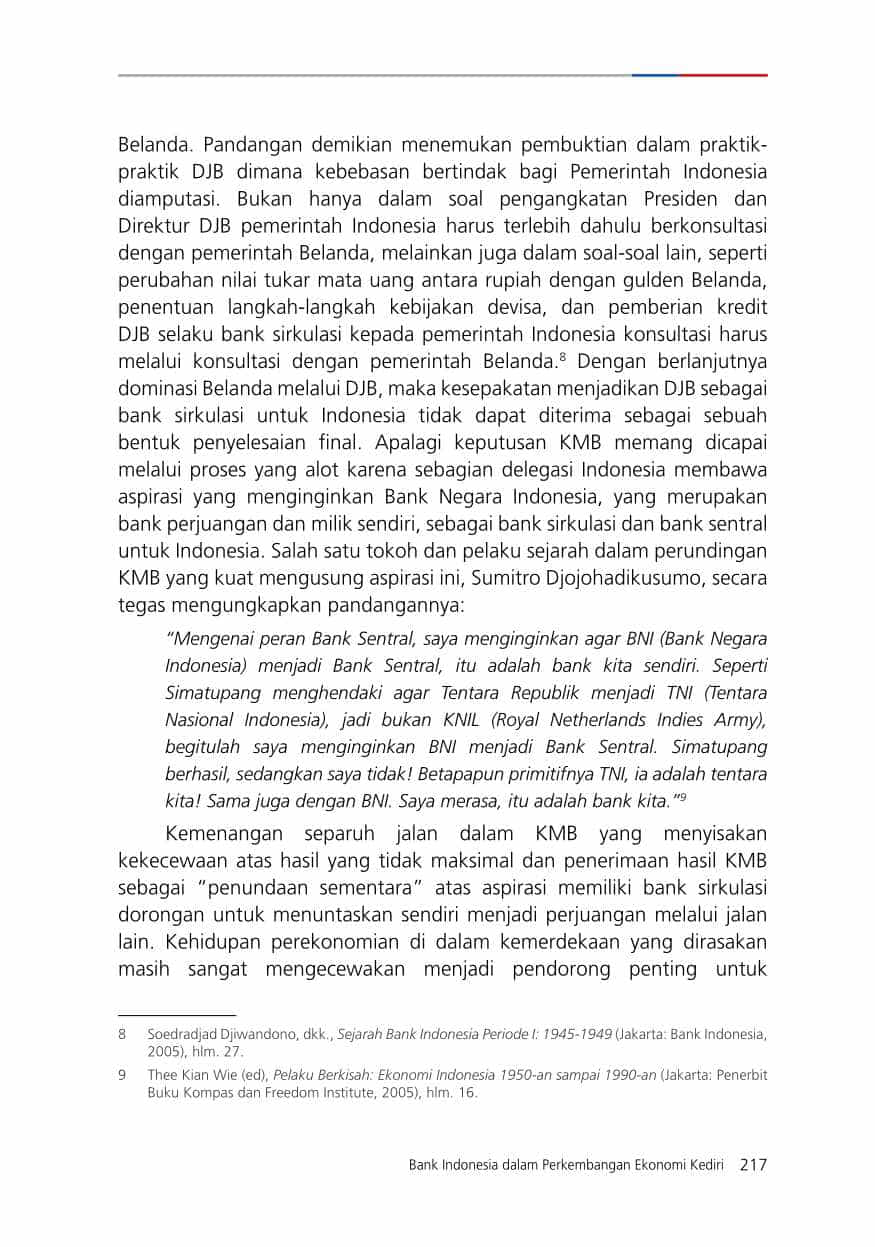 Belanda. Pandangan demikian menemukan pembuktian dalam praktik-
praktik DJB dimana kebebasan bertindak bagi Pemerintah Indonesia
diamputasi. Bukan hanya dalam soal pengangkatan Presiden dan
Direktur DJB pemerintah Indonesia harus terlebih dahulu berkonsultasi
dengan pemerintah Belanda, melainkan juga dalam soal-soal lain, seperti
perubahan nilai tukar mata uang antara rupiah dengan gulden Belanda,
penentuan langkah-langkah kebijakan devisa, dan pemberian kredit
DJB selaku bank sirkulasi kepada pemerintah Indonesia konsultasi harus
melalui konsultasi dengan pemerintah Belanda.⁸ Dengan berlanjutnya
dominasi Belanda melalui DJB, maka kesepakatan menjadikan DJB sebagai
bank sirkulasi untuk Indonesia tidak dapat diterima sebagai sebuah
bentuk penyelesaian final. Apalagi keputusan KMB memang dicapai
melalui proses yang alot karena sebagian delegasi Indonesia membawa
aspirasi yang menginginkan Bank Negara Indonesia, yang merupakan
bank perjuangan dan milik sendiri, sebagai bank sirkulasi dan bank sentral
untuk Indonesia. Salah satu tokoh dan pelaku sejarah dalam perundingan
KMB yang kuat mengusung aspirasi ini, Sumitro Djojohadikusumo, secara
tegas mengungkapkan pandangannya:
“Mengenai peran Bank Sentral, saya menginginkan agar BNI (Bank Negara
Indonesia) menjadi Bank Sentral, itu adalah bank kita sendiri. Seperti
Simatupang menghendaki agar Tentara Republik menjadi TNI (Tentara
Nasional Indonesia), jadi bukan KNIL (Royal Netherlands Indies Army),
begitulah saya menginginkan BNI menjadi Bank Sentral. Simatupang
berhasil, sedangkan saya tidak! Betapapun primitifnya TNI, ia adalah tentara
kita! Sama juga dengan BNI. Saya merasa, itu adalah bank kita.”⁹
Kemenangan separuh jalan dalam KMB yang menyisakan
kekecewaan atas hasil yang tidak maksimal dan penerimaan hasil KMB
sebagai “penundaan sementara” atas aspirasi memiliki bank sirkulasi
dorongan untuk menuntaskan sendiri menjadi perjuangan melalui jalan
lain. Kehidupan perekonomian di dalam kemerdekaan yang dirasakan
masih sangat mengecewakan menjadi pendorong penting untuk
8 Soedradjad Djiwandono, dkk., Sejarah Bank Indonesia Periode I: 1945-1949 (Jakarta: Bank Indonesia,
2005), hlm. 27.
9 Thee Kian Wie (ed), Pelaku Berkisah: Ekonomi Indonesia 1950-an sampai 1990-an (Jakarta: Penerbit
Buku Kompas dan Freedom Institute, 2005), hlm. 16.
Bank Indonesia dalam Perkembangan Ekonomi Kediri 217